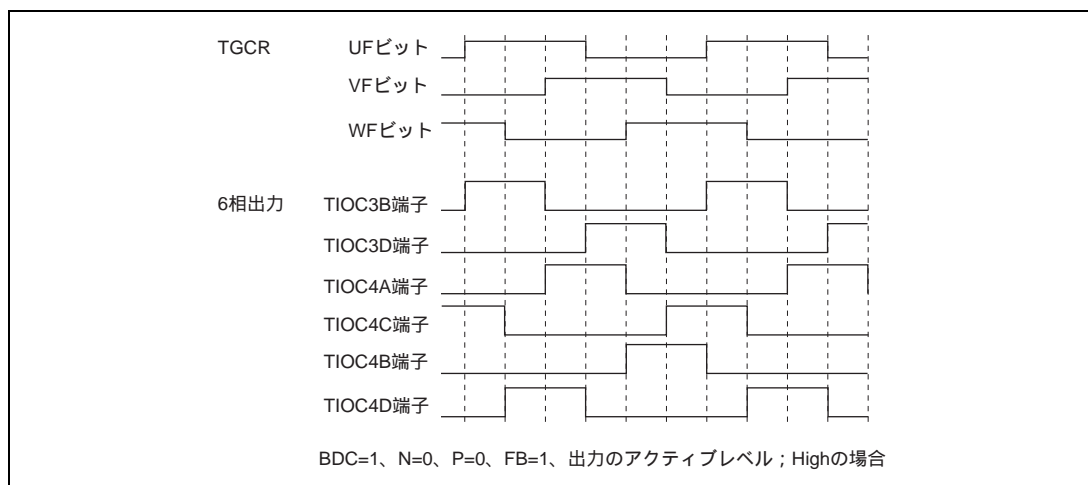 TGCR UFビット
VFビット
WFビット
6相出力 TIOC3B端子
TIOC3D端子
TIOC4A端子
TIOC4C端子
TIOC4B端子
TIOC4D端子
BDC=1、N=0、P=0、FB=1、出力のアクティブレベル；Highの場合